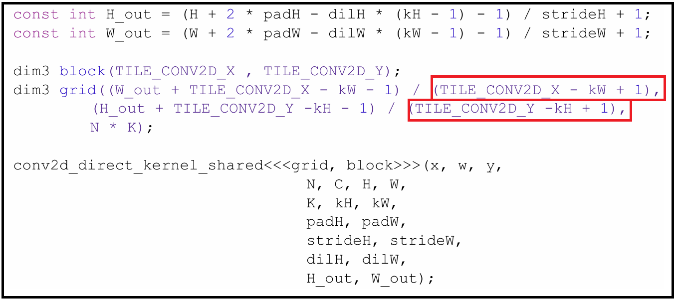 const int H_out = (H + 2 * padH - dilH * (kH - 1) - 1) / strideH + 1;
const int W_out = (W + 2 * padW - dilW * (kW - 1) - 1) / strideW + 1;
dim3 block(TILE_CONV2D_X , TILE_CONV2D_Y);
dim3 grid((W_out + TILE_CONV2D_X - kW - 1) / (TILE_CONV2D_X - kW + 1),
(H_out + TILE_CONV2D_Y -kH - 1) / (TILE_CONV2D_Y -kH + 1),
N * K);
conv2d_direct_kernel_shared<<<grid, block>>>(x, w, y,
N, C, H, W,
K, kH, kW,
padH, padW,
strideH, strideW,
dilH, dilW,
H_out, W_out);